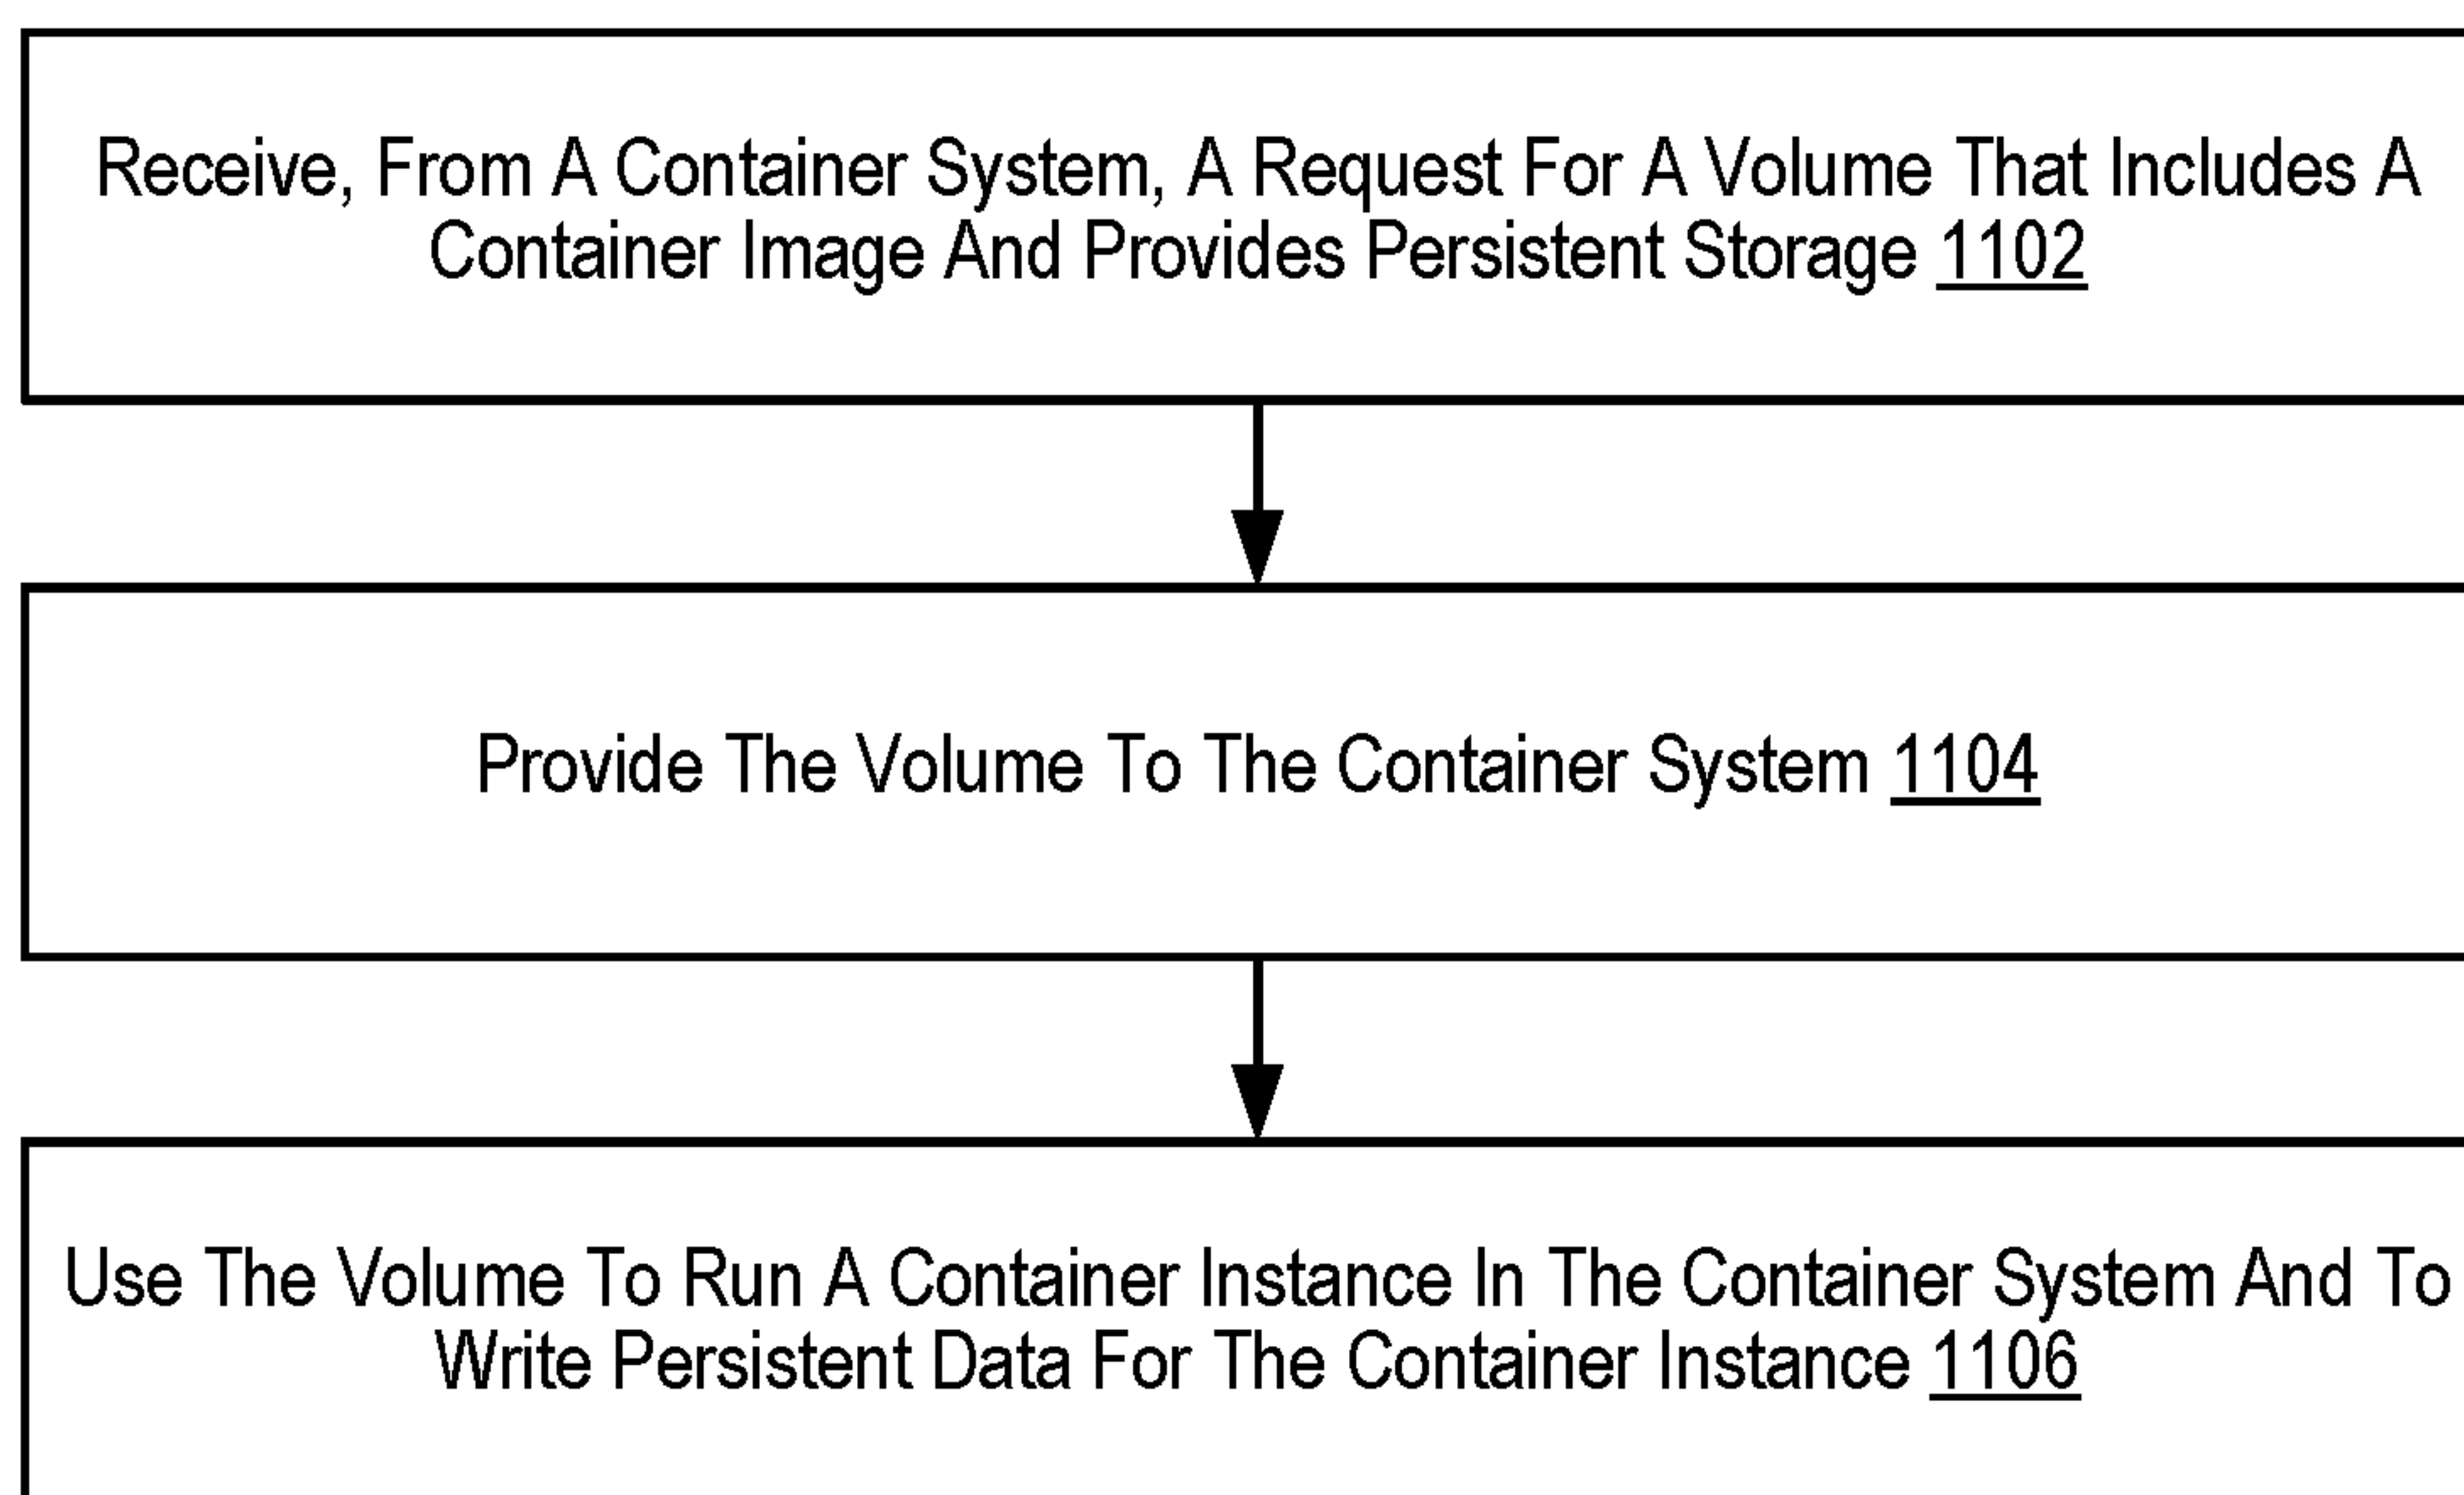 Receive, From A Container System, A Request For A Volume That Includes A
Container Image And Provides Persistent Storage 1102
Provide The Volume To The Container System 1104
Use The Volume To Run A Container Instance In The Container System And To
Write Persistent Data For The Container Instance 1106